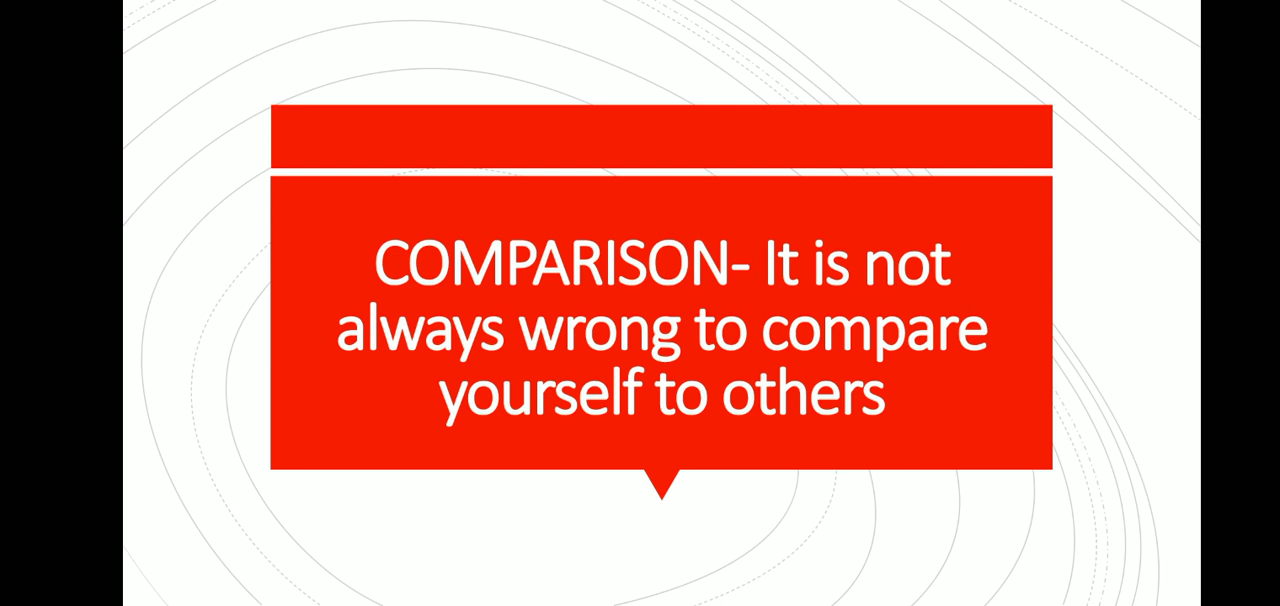 COMPARISON- It is not
always wrong to compare
yourself to others